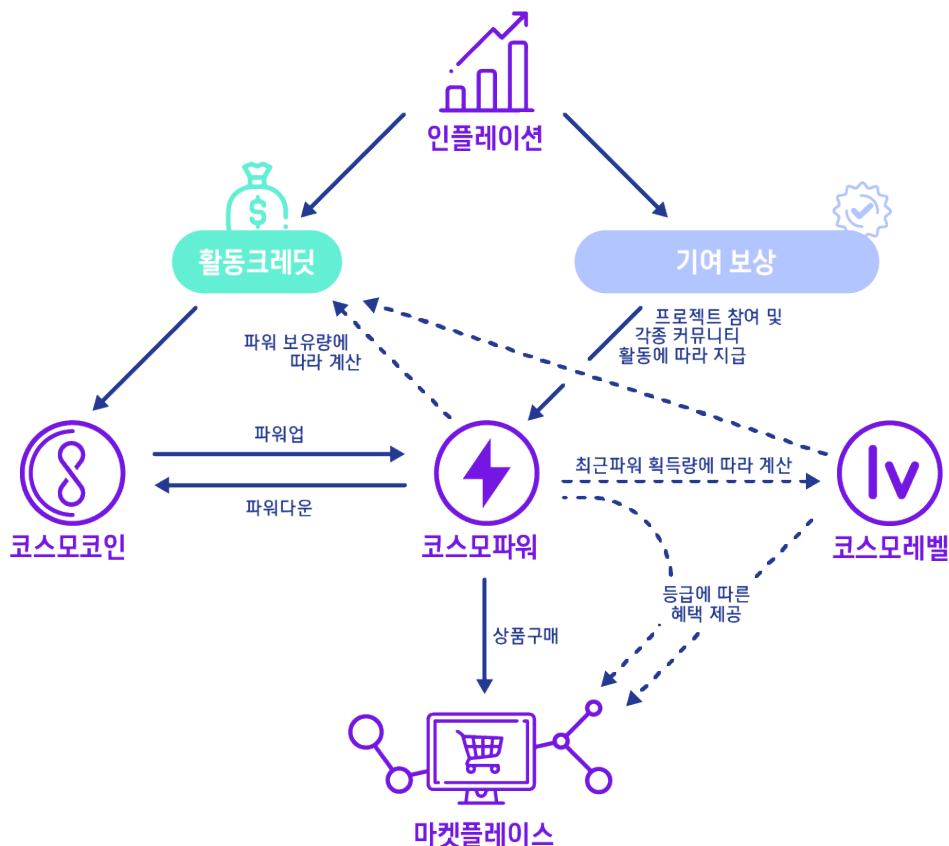 인플레이션
$
활동크레딧
기여 보상
프로젝트 참여 및
각종 커뮤니티
활동에 따라 지급
파워 보유량에
따라 계산
파워업
파워다운
최근파워 획득량에 따라 계산
lv
코스모코인
코스모파워
코스모레벨
등급에 따른
혜택 제공
상품구매
마켓플레이스